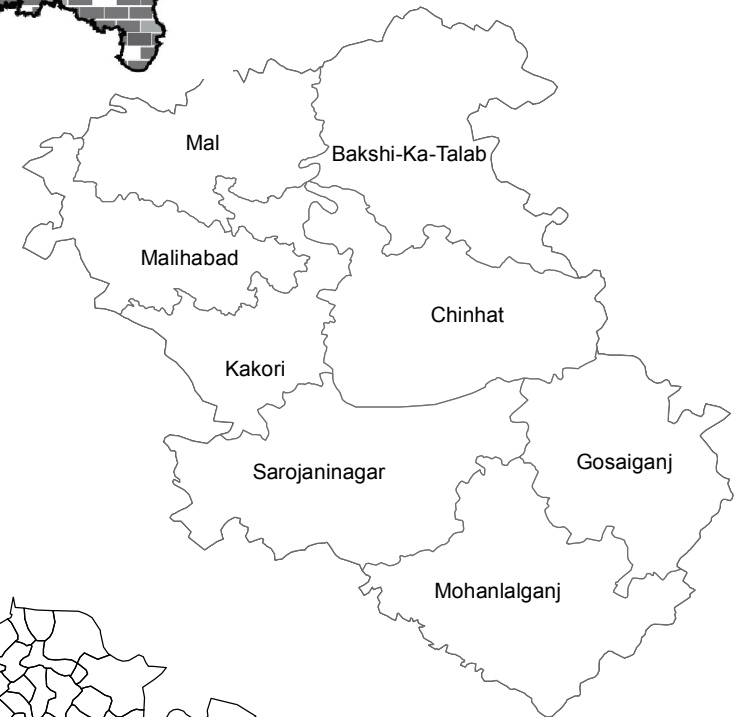 Mal
Bakshi-Ka-Talab
Malihabad
Chinhat
Kakori
Sarojaninagar
Gosaiganj
Mohanlalganj